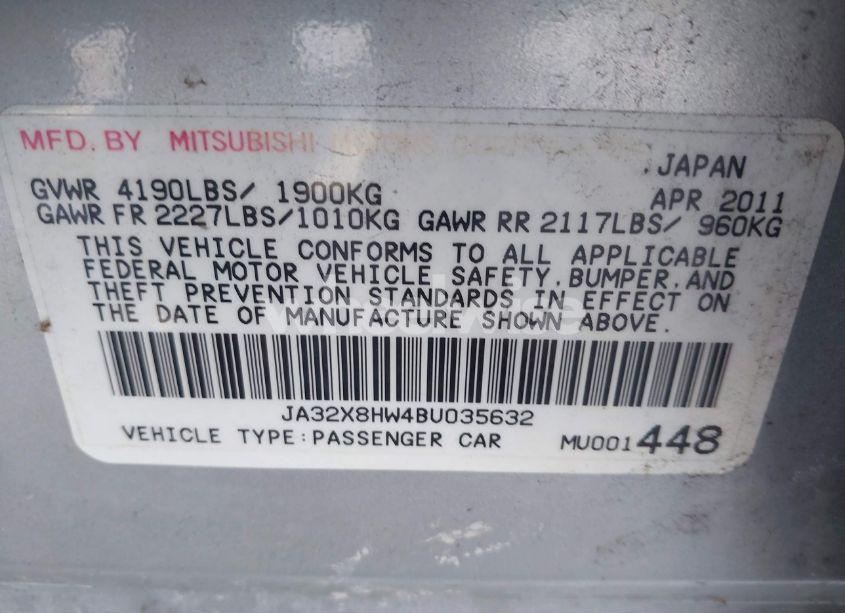 MFD. BY MITSUBISHI MOTORS
JAPAN
GVWR 4190LBS/ 1900KG APR 2011
GAWR FR 2227LBS/1010KG GAWR RR 2117LBS/ 960KG
THIS VEHICLE CONFORMS TO ALL APPLICABLE
FEDERAL MOTOR VEHICLE SAFETY,BUMPER,AND
THEFT PREVENTION STANDARDS IN EFFECT ON
THE DATE OF MANUFACTURE SHOWN ABOVE.
JA32X8HW4BU035632
VEHICLE TYPE:PASSENGER CAR MU001448